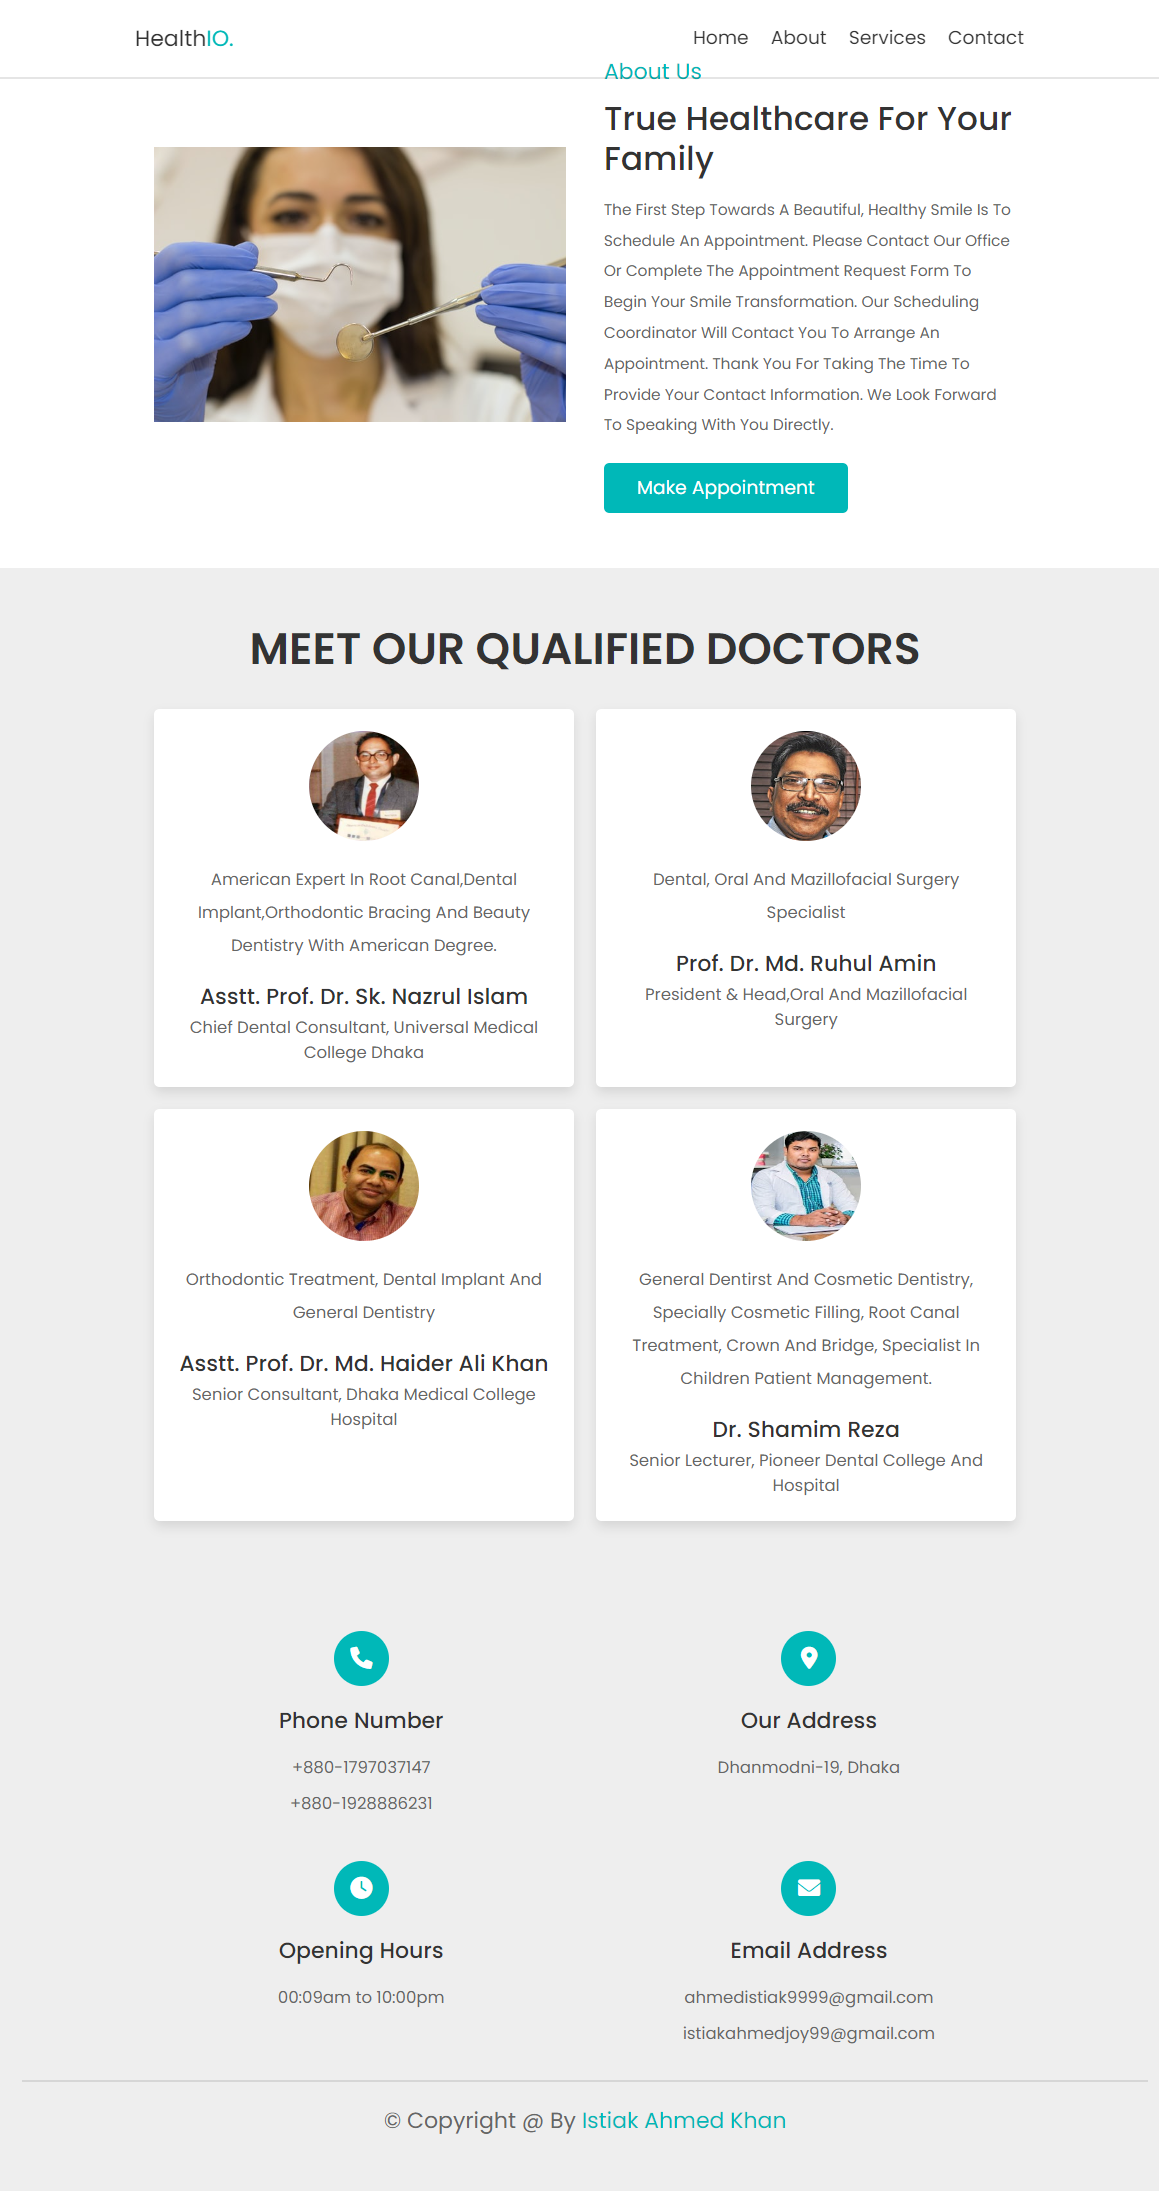 HealthIO.
Home About Services Contact
About Us
True Healthcare For Your
Family
The First Step Towards A Beautiful, Healthy Smile Is To
Schedule An Appointment. Please Contact Our Office
Or Complete The Appointment Request Form To
Begin Your Smile Transformation. Our Scheduling
Coordinator Will Contact You To Arrange An
Appointment. Thank You For Taking The Time To
Provide Your Contact Information. We Look Forward
To Speaking With You Directly.
Make Appointment
MEET OUR QUALIFIED DOCTORS
American Expert In Root Canal,Dental
Implant,Orthodontic Bracing And Beauty
Dentistry With American Degree.
Asstt. Prof. Dr. Sk. Nazrul Islam
Chief Dental Consultant, Universal Medical
College Dhaka
Dental, Oral And Mazillofacial Surgery
Specialist
Prof. Dr. Md. Ruhul Amin
President & Head,Oral And Mazillofacial
Surgery
Orthodontic Treatment, Dental Implant And
General Dentistry
Asstt. Prof. Dr. Md. Haider Ali Khan
Senior Consultant, Dhaka Medical College
Hospital
General Dentirst And Cosmetic Dentistry,
Specially Cosmetic Filling, Root Canal
Treatment, Crown And Bridge, Specialist In
Children Patient Management.
Dr. Shamim Reza
Senior Lecturer, Pioneer Dental College And
Hospital
Phone Number
+880-1797037147
+880-1928886231
Our Address
Dhanmodni-19, Dhaka
Opening Hours
00:09am to 10:00pm
Email Address
ahmedistiak9999@gmail.com
istiakahmedjoy99@gmail.com
© Copyright @ By Istiak Ahmed Khan